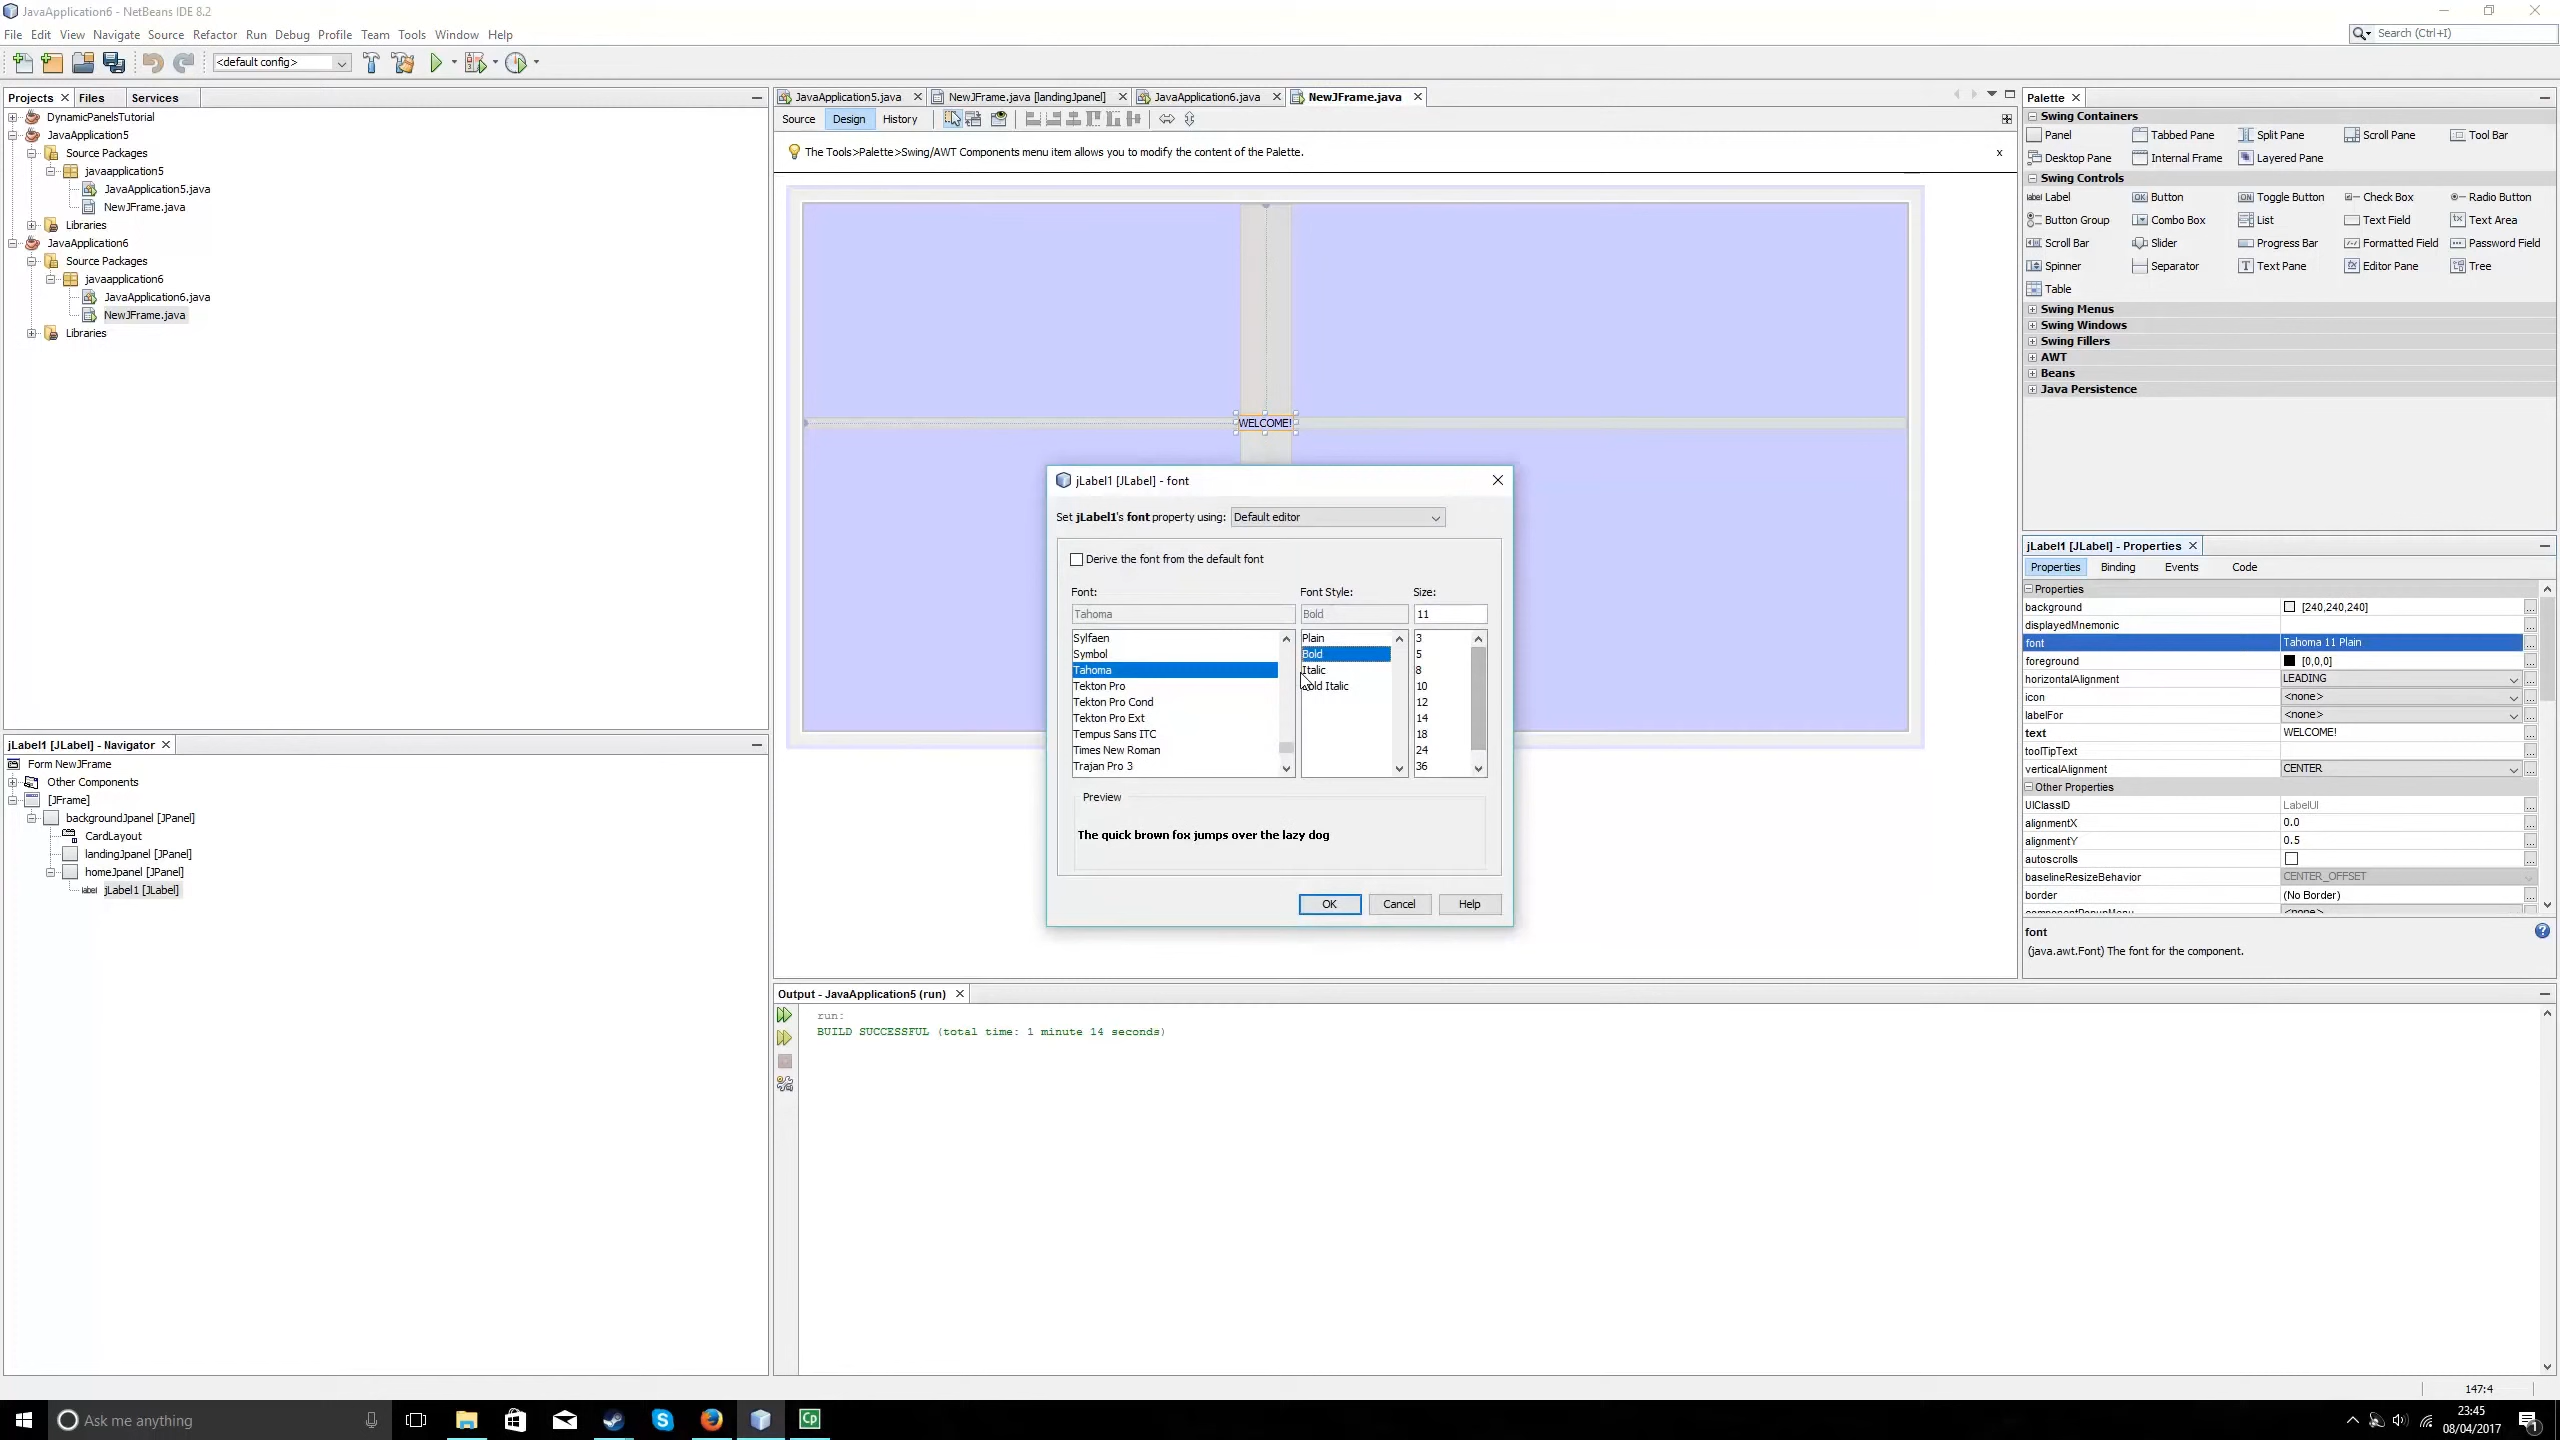 JavaApplication6 - NetBeans IDE 8.2
File Edit View Navigate Source Refactor Run Debug Profile Team Tools Window Help
Search (Ctrl+I)
<default config>
Projects Files Services
DynamicPanelsTutorial
JavaApplication5
Source Packages
javaapplication5
JavaApplication5.java
NewJFrame.java
Libraries
JavaApplication6
Source Packages
javaapplication6
JavaApplication6.java
NewJFrame.java
Libraries
jLabel1 [JLabel] - Navigator
Form NewJFrame
Other Components
[JFrame]
backgroundJpanel [JPanel]
CardLayout
landingJpanel [JPanel]
homeJpanel [JPanel]
label jLabel1 [JLabel]
JavaApplication5.java NewJFrame.java [landingJpanel] JavaApplication6.java NewJFrame.java
Source Design History
The Tools>Palette>Swing/AWT Components menu item allows you to modify the content of the Palette. x
WELCOME!
jLabel1 [JLabel] - font
Set jLabel1's font property using: Default editor
Derive the font from the default font
Font: Font Style: Size:
Tahoma Bold 11
Sylfaen Plain 3
Symbol Bold 5
Tahoma Italic 8
Tekton Pro Italic 10
Tekton Pro Cond 12
Tekton Pro Ext 14
Tempus Sans ITC 18
Times New Roman 24
Trajan Pro 3 36
Preview
The quick brown fox jumps over the lazy dog
OK Cancel Help
Output - JavaApplication5 (run)
run:
BUILD SUCCESSFUL (total time: 1 minute 14 seconds)
Palette
Swing Containers
Panel Tabbed Pane Split Pane Scroll Pane Tool Bar
Desktop Pane Internal Frame Layered Pane
Swing Controls
label Label OK Button ON Toggle Button Check Box Radio Button
Button Group Combo Box List Text Field Text Area
Scroll Bar Slider Progress Bar Formatted Field Password Field
Spinner Separator Text Pane Editor Pane Tree
Table
Swing Menus
Swing Windows
Swing Fillers
AWT
Beans
Java Persistence
jLabel1 [JLabel] - Properties
Properties Binding Events Code
Properties
background [240,240,240] ...
displayedMnemonic ...
font Tahoma 11 Plain ...
foreground [0,0,0] ...
horizontalAlignment LEADING ...
icon <none> ...
labelFor <none> ...
text WELCOME! ...
toolTipText ...
verticalAlignment CENTER ...
Other Properties
UIClassID LabelUI ...
alignmentX 0.0 ...
alignmentY 0.5 ...
autoscrolls ...
baselineResizeBehavior CENTER_OFFSET ...
border (No Border) ...
font
(java.awt.Font) The font for the component.
147:4
Ask me anything
Cp
23:45
08/04/2017
1